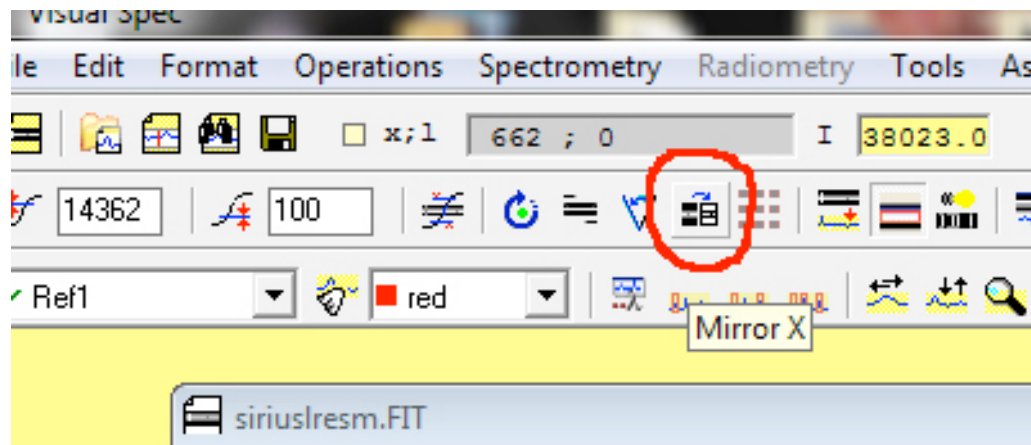 Visual Spec
ile Edit Format Operations Spectrometry Radiometry Tools As
x;l 662 ; 0 I 38023.0
14362 100
Ref1 red
Mirror X
siriuslresm.FIT